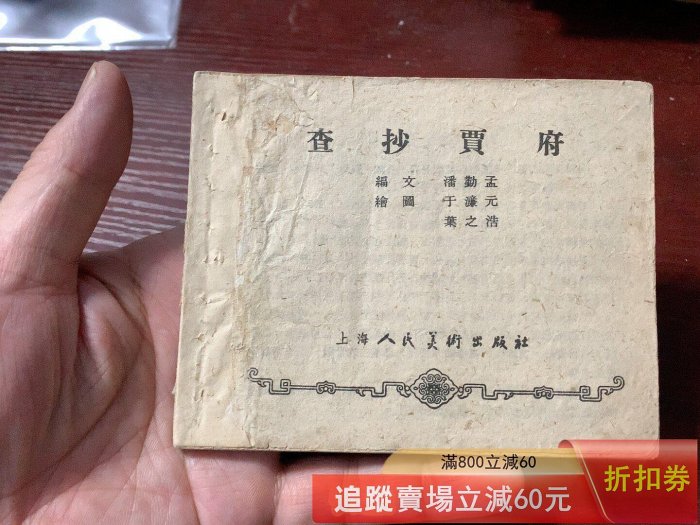 查抄賈府
編文 潘勤孟
繪圖 于濂元
葉之浩
上海人民美術出版社
滿800立減60
追蹤賣場立減60元
折扣券